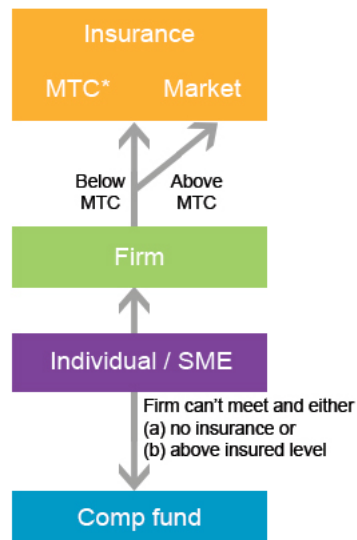 Insurance
MTC* Market
Below Above
MTC MTC
Firm
Individual / SME
Firm can't meet and either
(a) no insurance or
(b) above insured level
Comp fund